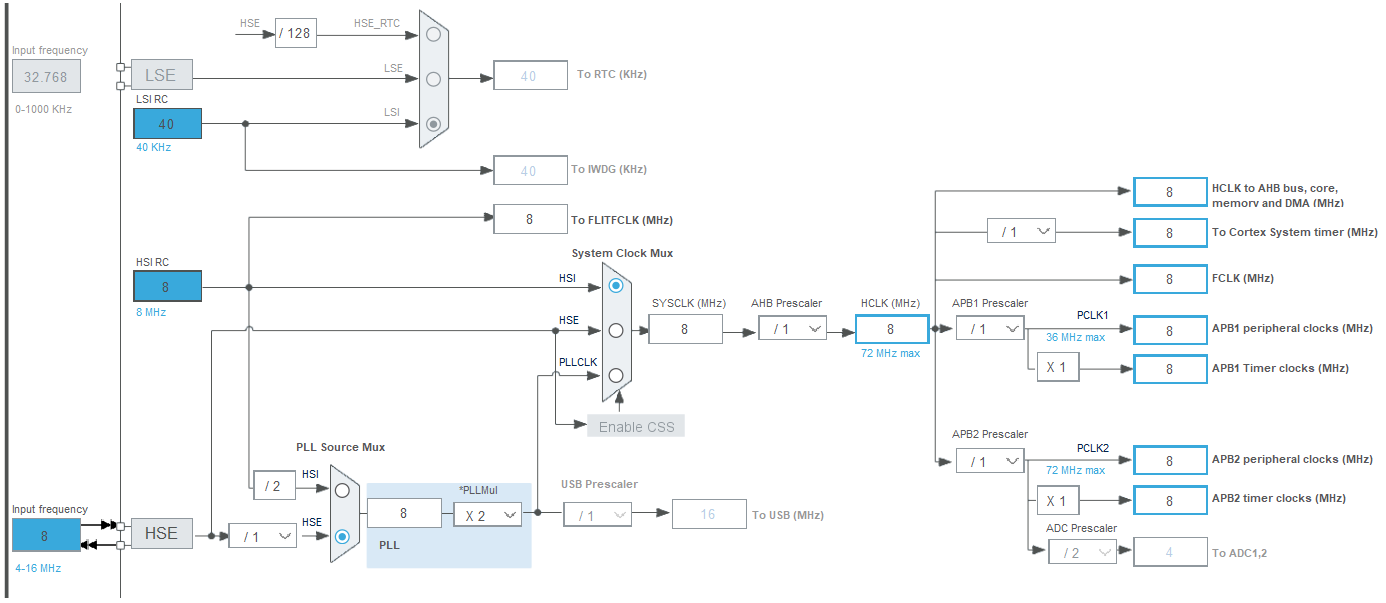 HSE
/ 128
HSE_RTC
Input frequency
32.768
0-1000 KHz
LSE
LSE
40
To RTC (KHz)
LSI RC
40
40 KHz
LSI
40
To IWDG (KHz)
8
To FLITFCLK (MHz)
HSI RC
8
8 MHz
System Clock Mux
HSI
HSE
PLLCLK
Enable CSS
SYSCLK (MHz)
8
AHB Prescaler
/ 1
HCLK (MHz)
8
72 MHz max
8
HCLK to AHB bus, core,
memory and DMA (MHz)
/ 1
8
To Cortex System timer (MHz)
8
FCLK (MHz)
APB1 Prescaler
/ 1
PCLK1
36 MHz max
8
APB1 peripheral clocks (MHz)
X 1
8
APB1 Timer clocks (MHz)
APB2 Prescaler
/ 1
PCLK2
72 MHz max
8
APB2 peripheral clocks (MHz)
X 1
8
APB2 timer clocks (MHz)
ADC Prescaler
/ 2
4
To ADC1,2
PLL Source Mux
/ 2
HSI
Input frequency
8
4-16 MHz
HSE
/ 1
HSE
8
*PLLMul
X 2
PLL
USB Prescaler
/ 1
16
To USB (MHz)